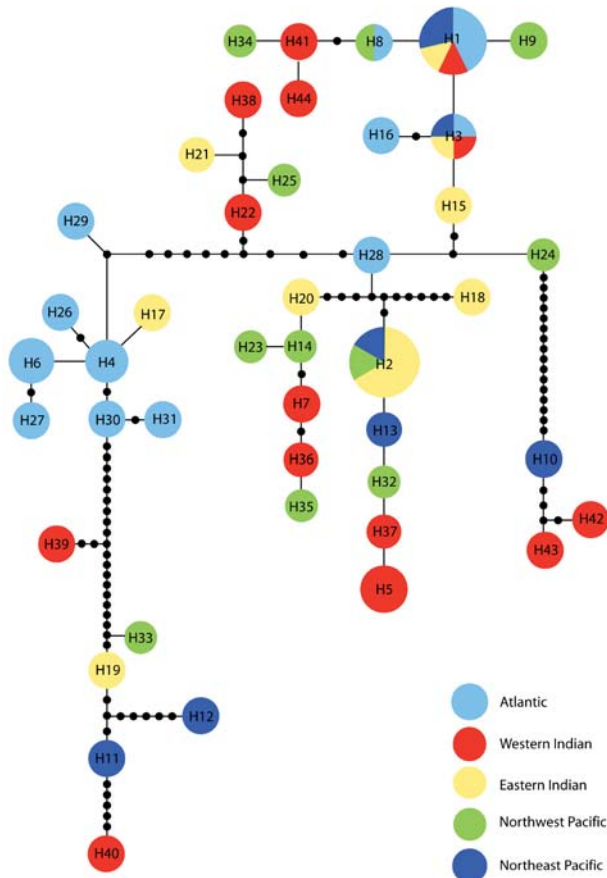 H34 H41 H8 H1 H9
H38 H44
H16 H3
H21
H25
H22 H15
H29
H28 H24
H20 H18
H26 H17
H23 H14
H6 H4 H2
H7
H27 H30 H31 H13
H36 H10
H32
H35
H37 H42
H39 H43
H5
H33
H19
H12
H11
H40
Atlantic
Western Indian
Eastern Indian
Northwest Pacific
Northeast Pacific